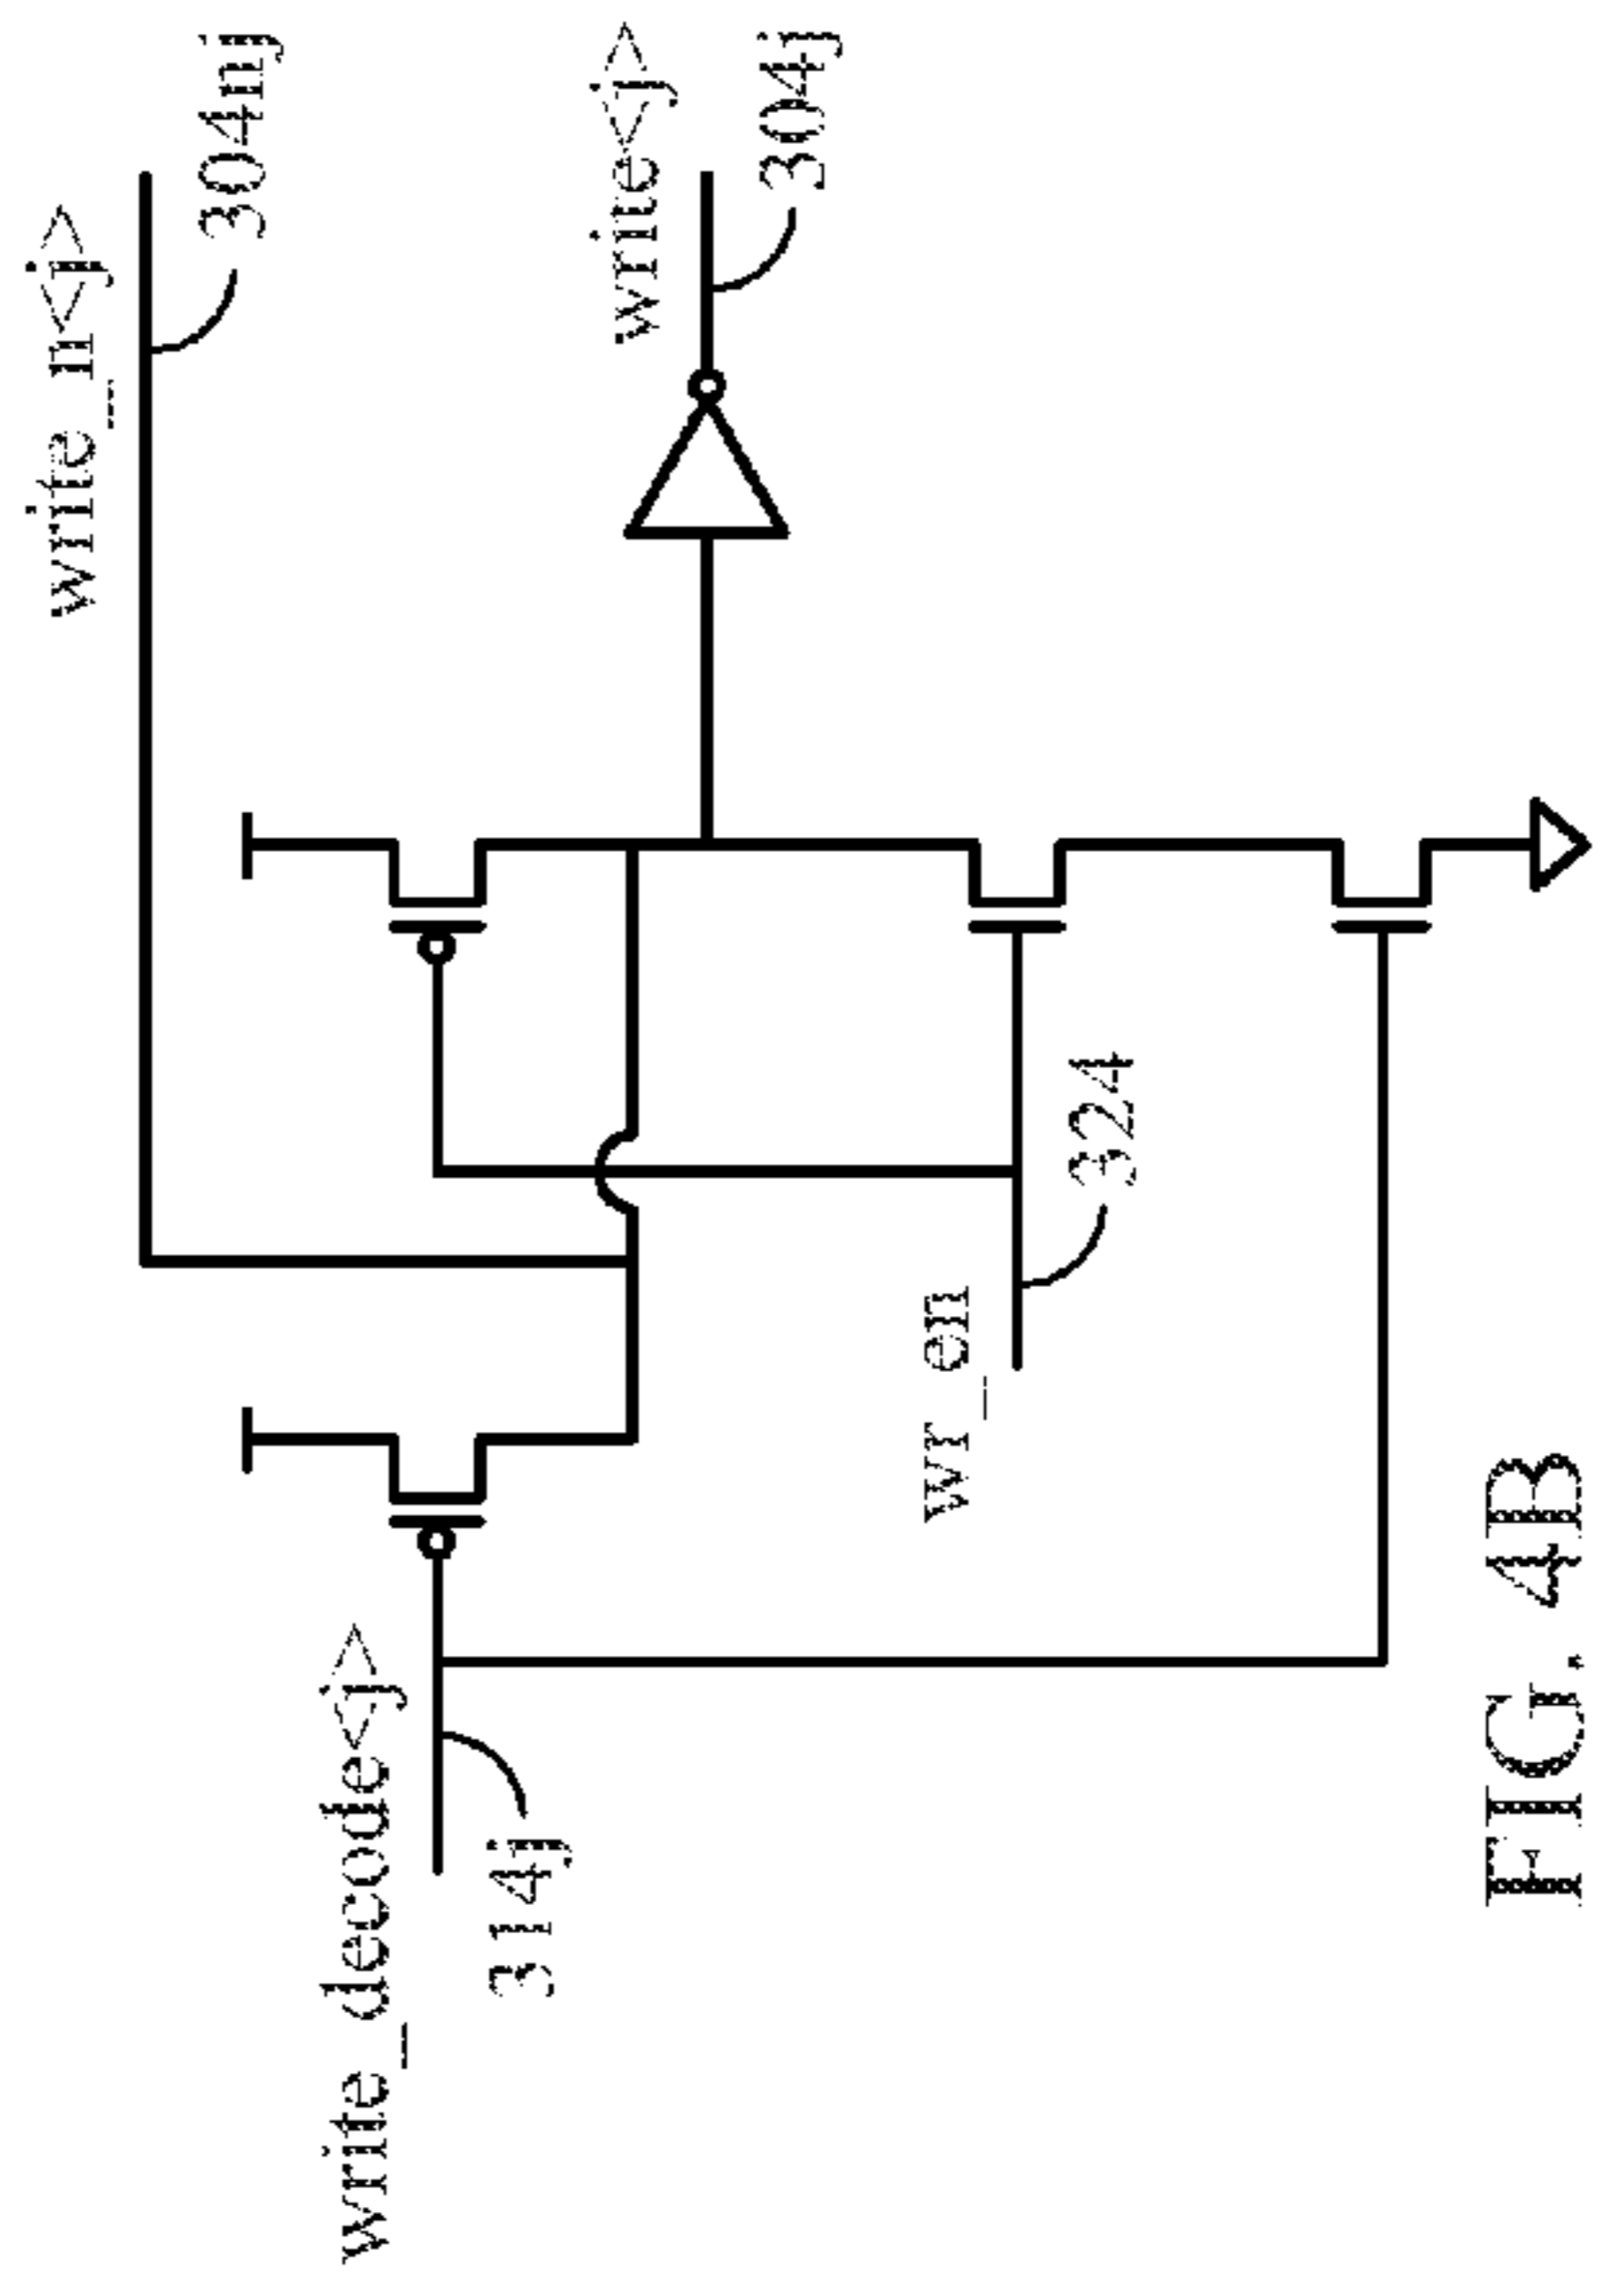 write_n<j>
304nj
write<j>
304j
write_decode<j>
314j
wr_en
324
FIG. 4B